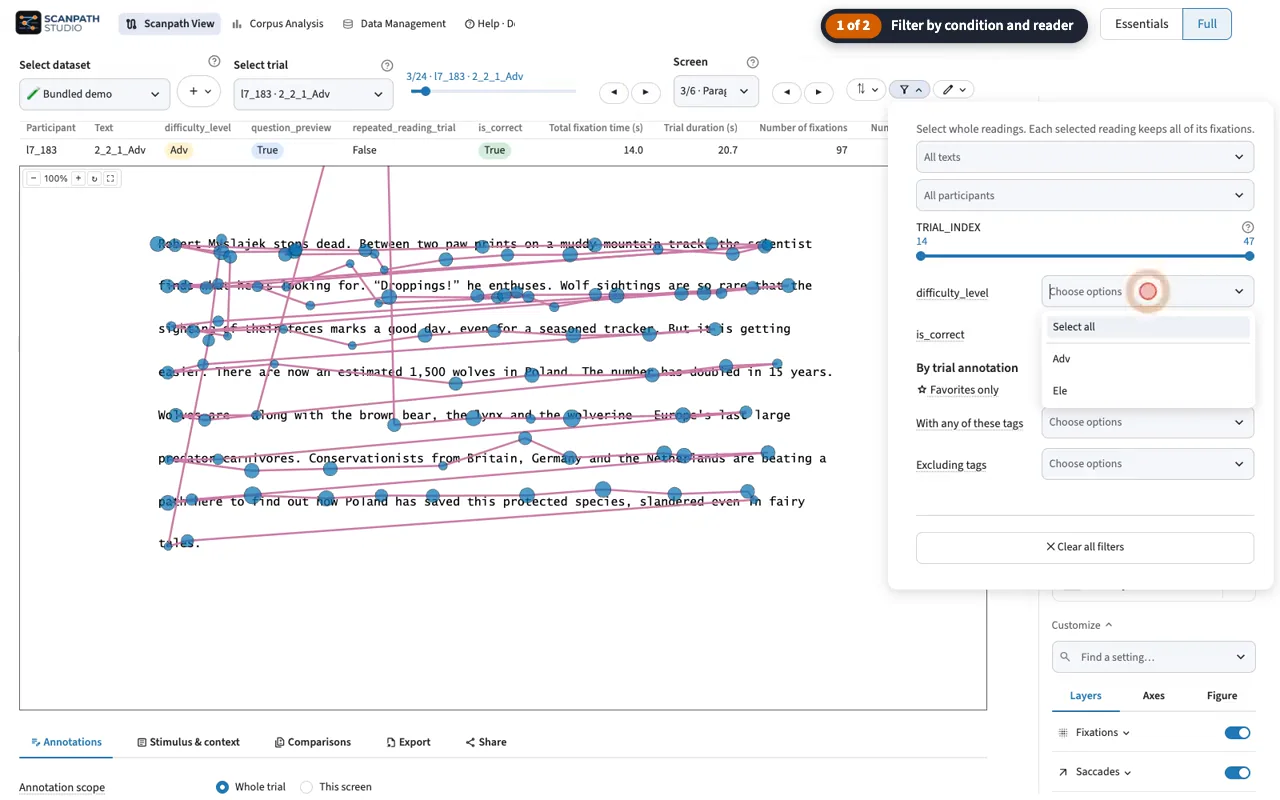 SCANPATH
STUDIO
Scanpath View
Corpus Analysis
Data Management
Help · D
1 of 2
Filter by condition and reader
Essentials
Full
Select dataset
Bundled demo
+
Select trial
l7_183 · 2_2_1_Adv
3/24 · l7_183 · 2_2_1_Adv
Screen
3/6 · Parag
Participant Text difficulty_level question_preview repeated_reading_trial is_correct Total fixation time (s) Trial duration (s) Number of fixations Num
l7_183 2_2_1_Adv Adv True False True 14.0 20.7 97
− 100% +
Robert Myslajek stops dead. Between two paw prints on a muddy mountain track the scientist
finds what he is looking for. “Droppings!” he enthuses. Wolf sightings are so rare that the
sighting of their feces marks a good day, even for a seasoned tracker. But it is getting
easier. There are now an estimated 1,500 wolves in Poland. The number has doubled in 15 years.
Wolves are along with the brown bear, the lynx and the wolverine Europe's last large
predator carnivores. Conservationists from Britain, Germany and the Netherlands are beating a
path here to find out how Poland has saved this protected species, slandered even in fairy
tales.
Select whole readings. Each selected reading keeps all of its fixations.
All texts
All participants
TRIAL_INDEX
14 47
difficulty_level
Choose options
Select all
Adv
Ele
is_correct
By trial annotation
Favorites only
With any of these tags
Choose options
Excluding tags
Choose options
Clear all filters
Customize
Find a setting…
Layers
Axes
Figure
Fixations
Saccades
Annotations
Stimulus & context
Comparisons
Export
Share
Annotation scope
Whole trial
This screen